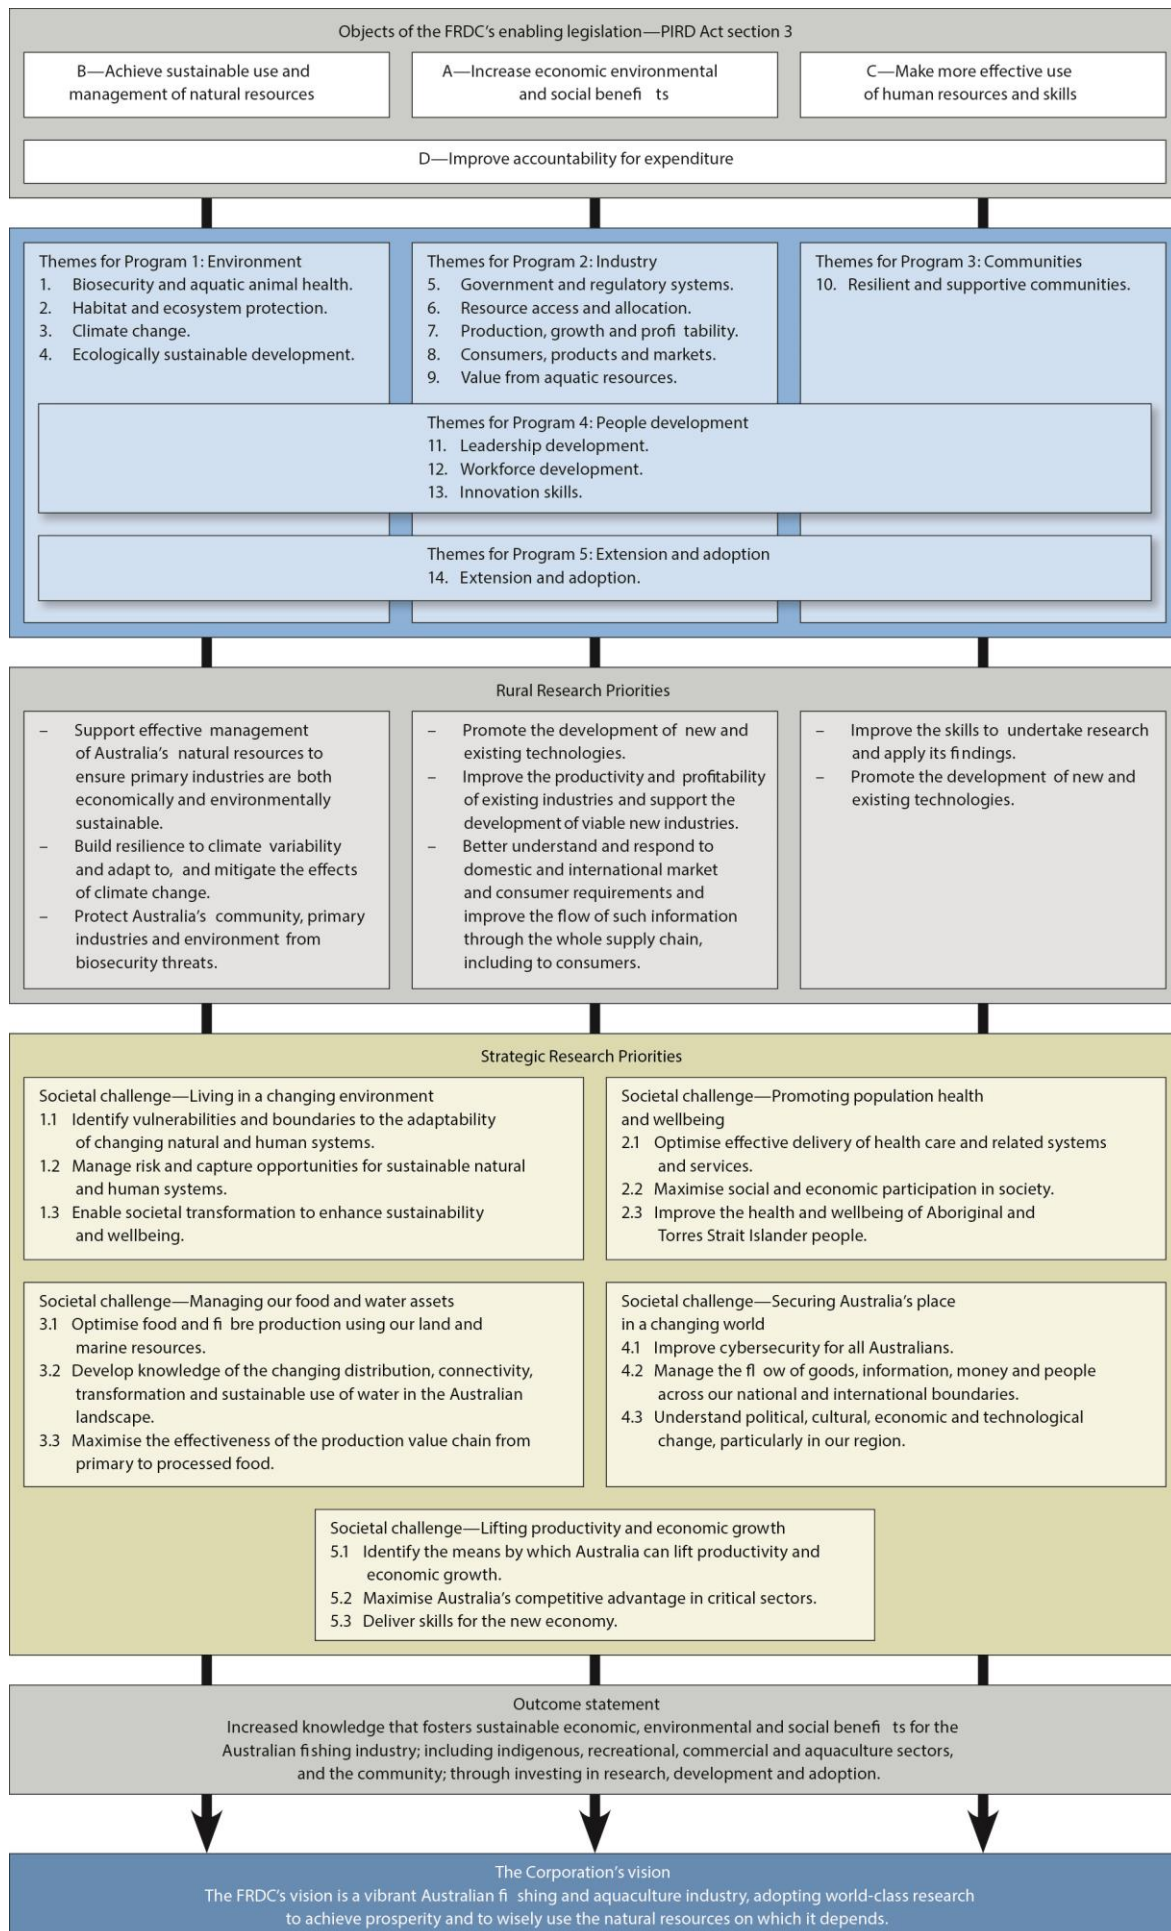 Objects of the FRDC's enabling legislation—PIRD Act section 3
B—Achieve sustainable use and
management of natural resources
A—Increase economic environmental
and social benefi ts
C—Make more effective use
of human resources and skills
D—Improve accountability for expenditure
Themes for Program 1: Environment
1. Biosecurity and aquatic animal health.
2. Habitat and ecosystem protection.
3. Climate change.
4. Ecologically sustainable development.
Themes for Program 2: Industry
5. Government and regulatory systems.
6. Resource access and allocation.
7. Production, growth and profi tability.
8. Consumers, products and markets.
9. Value from aquatic resources.
Themes for Program 3: Communities
10. Resilient and supportive communities.
Themes for Program 4: People development
11. Leadership development.
12. Workforce development.
13. Innovation skills.
Themes for Program 5: Extension and adoption
14. Extension and adoption.
Rural Research Priorities
– Support effective management
of Australia's natural resources to
ensure primary industries are both
economically and environmentally
sustainable.
– Build resilience to climate variability
and adapt to, and mitigate the effects
of climate change.
– Protect Australia's community, primary
industries and environment from
biosecurity threats.
– Promote the development of new and
existing technologies.
– Improve the productivity and profitability
of existing industries and support the
development of viable new industries.
– Better understand and respond to
domestic and international market
and consumer requirements and
improve the flow of such information
through the whole supply chain,
including to consumers.
– Improve the skills to undertake research
and apply its findings.
– Promote the development of new and
existing technologies.
Strategic Research Priorities
Societal challenge—Living in a changing environment
1.1 Identify vulnerabilities and boundaries to the adaptability
of changing natural and human systems.
1.2 Manage risk and capture opportunities for sustainable natural
and human systems.
1.3 Enable societal transformation to enhance sustainability
and wellbeing.
Societal challenge—Promoting population health
and wellbeing
2.1 Optimise effective delivery of health care and related systems
and services.
2.2 Maximise social and economic participation in society.
2.3 Improve the health and wellbeing of Aboriginal and
Torres Strait Islander people.
Societal challenge—Managing our food and water assets
3.1 Optimise food and fi bre production using our land and
marine resources.
3.2 Develop knowledge of the changing distribution, connectivity,
transformation and sustainable use of water in the Australian
landscape.
3.3 Maximise the effectiveness of the production value chain from
primary to processed food.
Societal challenge—Securing Australia's place
in a changing world
4.1 Improve cybersecurity for all Australians.
4.2 Manage the fl ow of goods, information, money and people
across our national and international boundaries.
4.3 Understand political, cultural, economic and technological
change, particularly in our region.
Societal challenge—Lifting productivity and economic growth
5.1 Identify the means by which Australia can lift productivity and
economic growth.
5.2 Maximise Australia's competitive advantage in critical sectors.
5.3 Deliver skills for the new economy.
Outcome statement
Increased knowledge that fosters sustainable economic, environmental and social benefi ts for the
Australian fishing industry; including indigenous, recreational, commercial and aquaculture sectors,
and the community; through investing in research, development and adoption.
The Corporation's vision
The FRDC's vision is a vibrant Australian fi shing and aquaculture industry, adopting world-class research
to achieve prosperity and to wisely use the natural resources on which it depends.